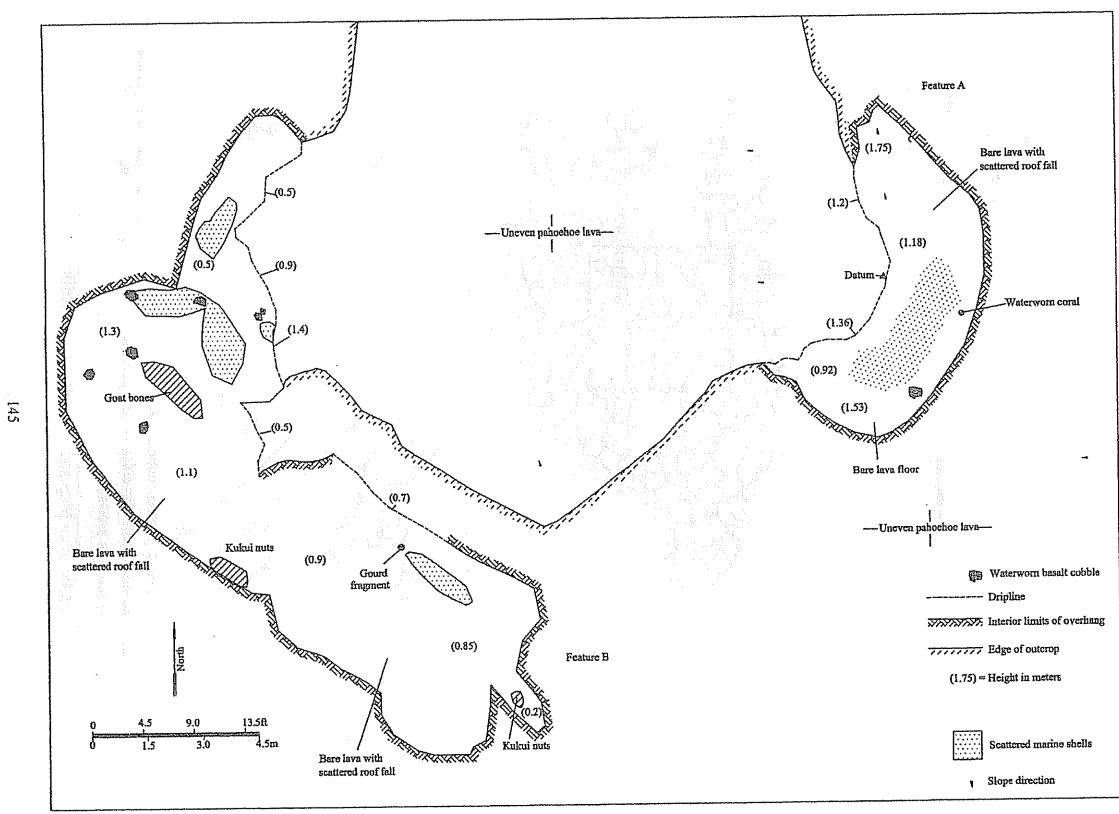 145
Feature A
(1.75)
Bare lava with
scattered roof fall
(0.5)
(1.2)
Uneven pahoehoe lava
(1.18)
(0.5)
(0.9)
Datum
Waterworn coral
(1.3)
(1.4)
(1.36)
(0.92)
Goat bones
(1.53)
(0.5)
Bare lava floor
(1.1)
(0.7)
Uneven pahoehoe lava
Bare lava with
scattered roof fall
Kukui nuts
(0.9)
Gourd
fragment
Waterworn basalt cobble
Dripline
Interior limits of overhang
Edge of outcrop
(0.85)
Feature B
North
(1.75) = Height in meters
(0.2)
0 4.5 9.0 13.5ft
0 1.5 3.0 4.5m
Kukui nuts
Bare lava with
scattered roof fall
Scattered marine shells
Slope direction